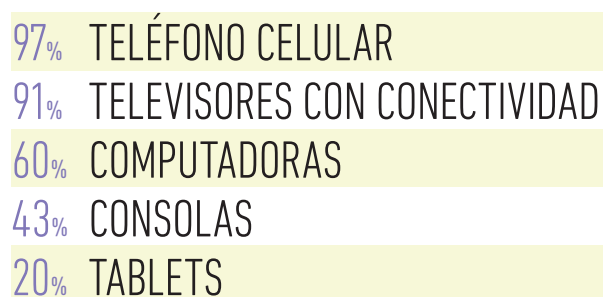 97% TELÉFONO CELULAR
91% TELEVISORES CON CONECTIVIDAD
60% COMPUTADORAS
43% CONSOLAS
20% TABLETS